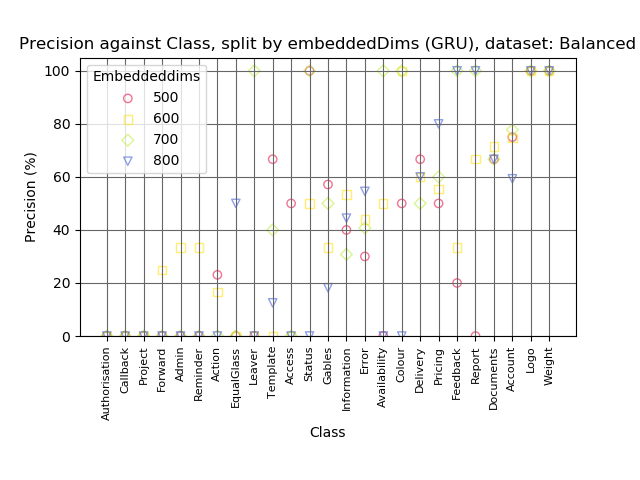 Precision against Class, split by embeddedDims (GRU), dataset: Balanced
Embeddeddims
500
600
700
800
Precision (%)
100
80
60
40
20
0
Authorisation
Callback
Project
Forward
Admin
Reminder
Action
EqualGlass
Leaver
Template
Access
Status
Gables
Information
Error
Availability
Colour
Delivery
Pricing
Feedback
Report
Documents
Account
Logo
Weight
Class